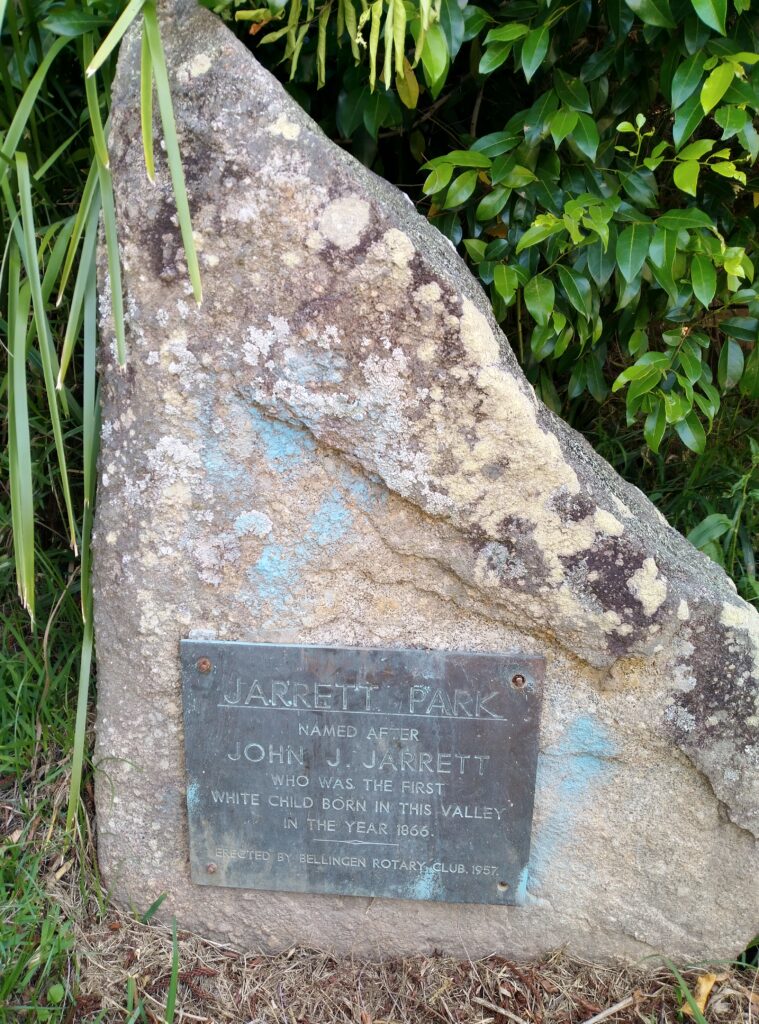 JARRETT PARK
NAMED AFTER
JOHN J. JARRETT
WHO WAS THE FIRST
WHITE CHILD BORN IN THIS VALLEY
IN THE YEAR 1866.
ERECTED BY BELLINGEN ROTARY CLUB. 1957.